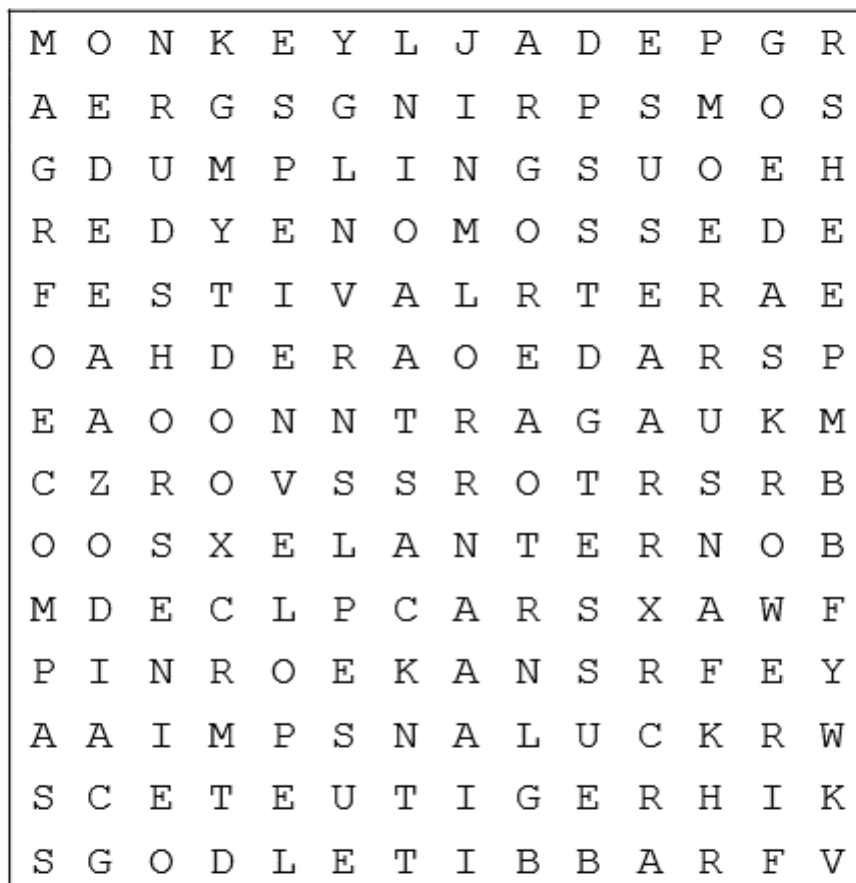 M O N K E Y L J A D E P G R
A E R G S G N I R P S M O S
G D U M P L I N G S U O E H
R E D Y E N O M O S S E D E
F E S T I V A L R T E R A E
O A H D E R A O E D A R S P
E A O O N N T R A G A U K M
C Z R O V S S R O T R S R B
O O S X E L A N T E R N O B
M D E C L P C A R S X A W F
P I N R O E K A N S R F E Y
A A I M P S N A L U C K R W
S C E T E U T I G E R H I K
S G O D L E T I B B A R F V